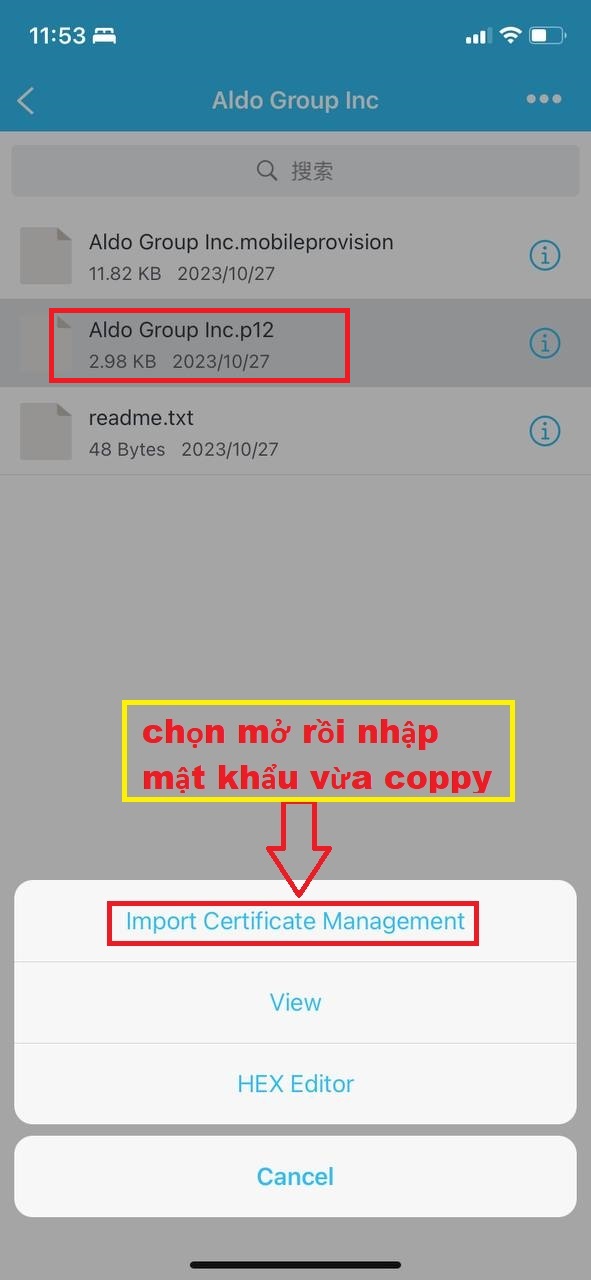 11:53
Aldo Group Inc
搜索
Aldo Group Inc.mobileprovision
11.82 KB 2023/10/27
Aldo Group Inc.p12
2.98 KB 2023/10/27
readme.txt
48 Bytes 2023/10/27
chọn mở rồi nhập
mật khẩu vừa coppy
Import Certificate Management
View
HEX Editor
Cancel